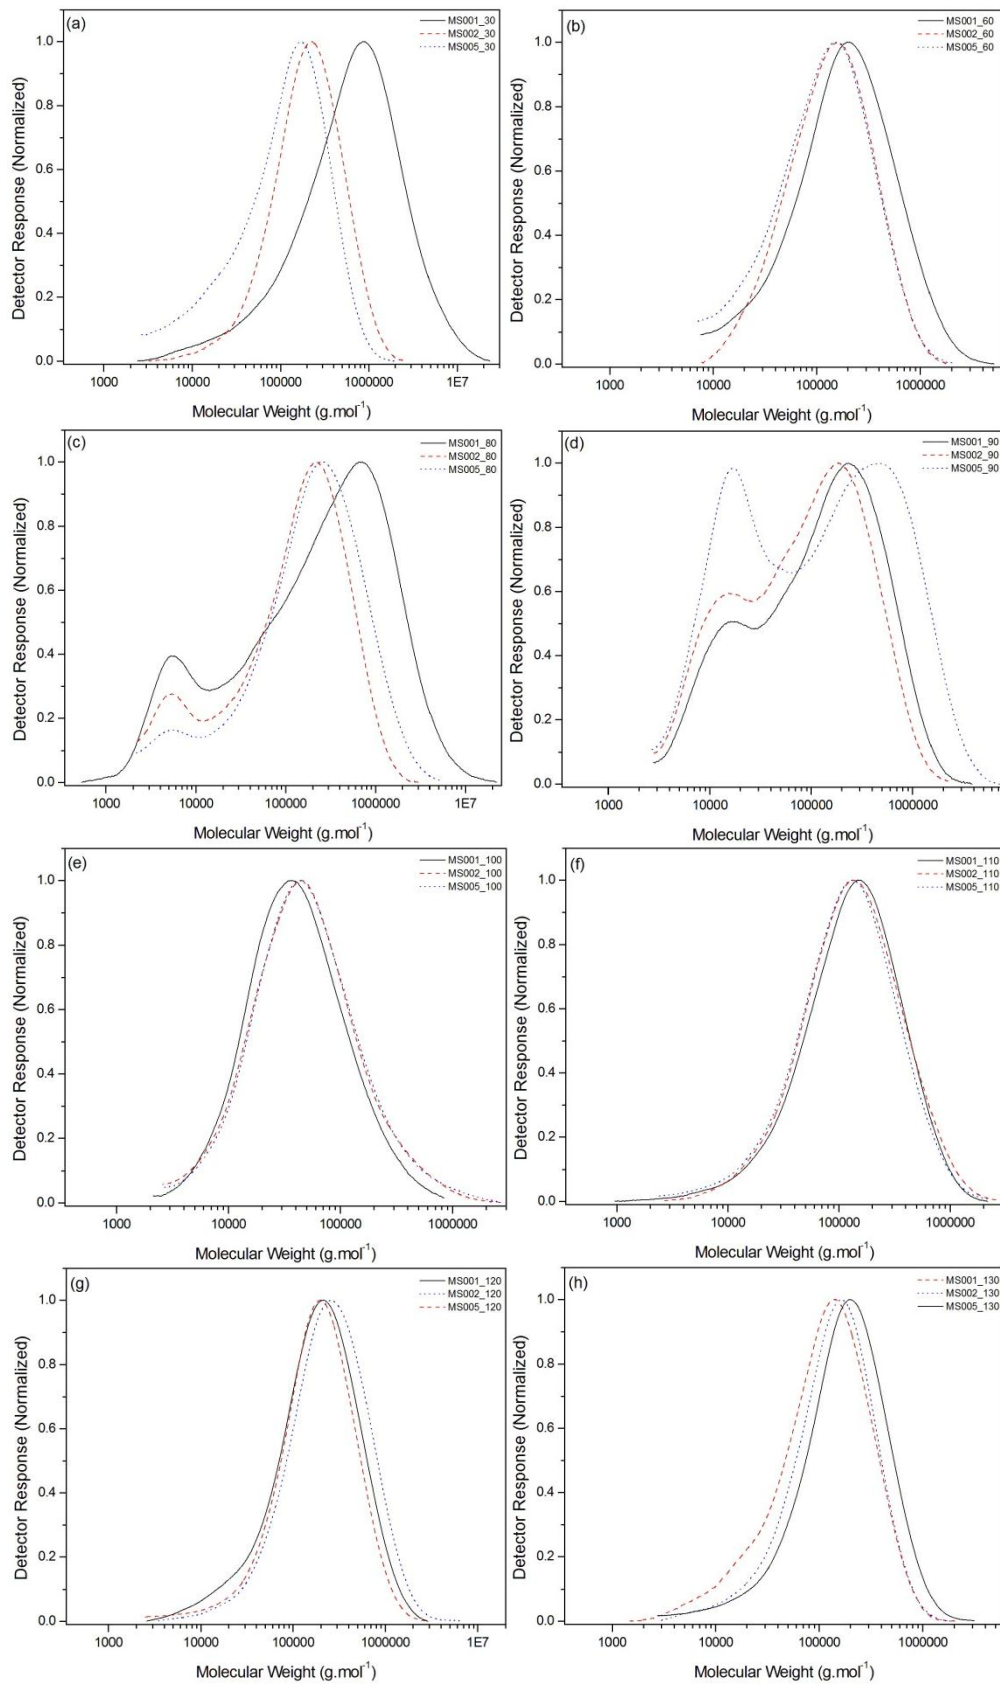 (a)
MS001_30
MS002_30
MS005_30
1.0
0.8
0.6
0.4
0.2
0.0
Detector Response (Normalized)
1000 10000 100000 1000000 1E7
Molecular Weight (g.mol-1)
(b)
MS001_60
MS002_60
MS005_60
1.0
0.8
0.6
0.4
0.2
0.0
Detector Response (Normalized)
1000 10000 100000 1000000
Molecular Weight (g.mol-1)
(c)
MS001_80
MS002_80
MS005_80
1.0
0.8
0.6
0.4
0.2
0.0
Detector Response (Normalized)
1000 10000 100000 1000000 1E7
Molecular Weight (g.mol-1)
(d)
MS001_90
MS002_90
MS005_90
1.0
0.8
0.6
0.4
0.2
0.0
Detector Response (Normalized)
1000 10000 100000 1000000
Molecular Weight (g.mol-1)
(e)
MS001_100
MS002_100
MS005_100
1.0
0.8
0.6
0.4
0.2
0.0
Detector Response (Normalized)
1000 10000 100000 1000000
Molecular Weight (g.mol-1)
(f)
MS001_110
MS002_110
MS005_110
1.0
0.8
0.6
0.4
0.2
0.0
Detector Response (Normalized)
1000 10000 100000 1000000
Molecular Weight (g.mol-1)
(g)
MS001_120
MS002_120
MS005_120
1.0
0.8
0.6
0.4
0.2
0.0
Detector Response (Normalized)
1000 10000 100000 1000000 1E7
Molecular Weight (g.mol-1)
(h)
MS001_130
MS002_130
MS005_130
1.0
0.8
0.6
0.4
0.2
0.0
Detector Response (Normalized)
1000 10000 100000 1000000
Molecular Weight (g.mol-1)